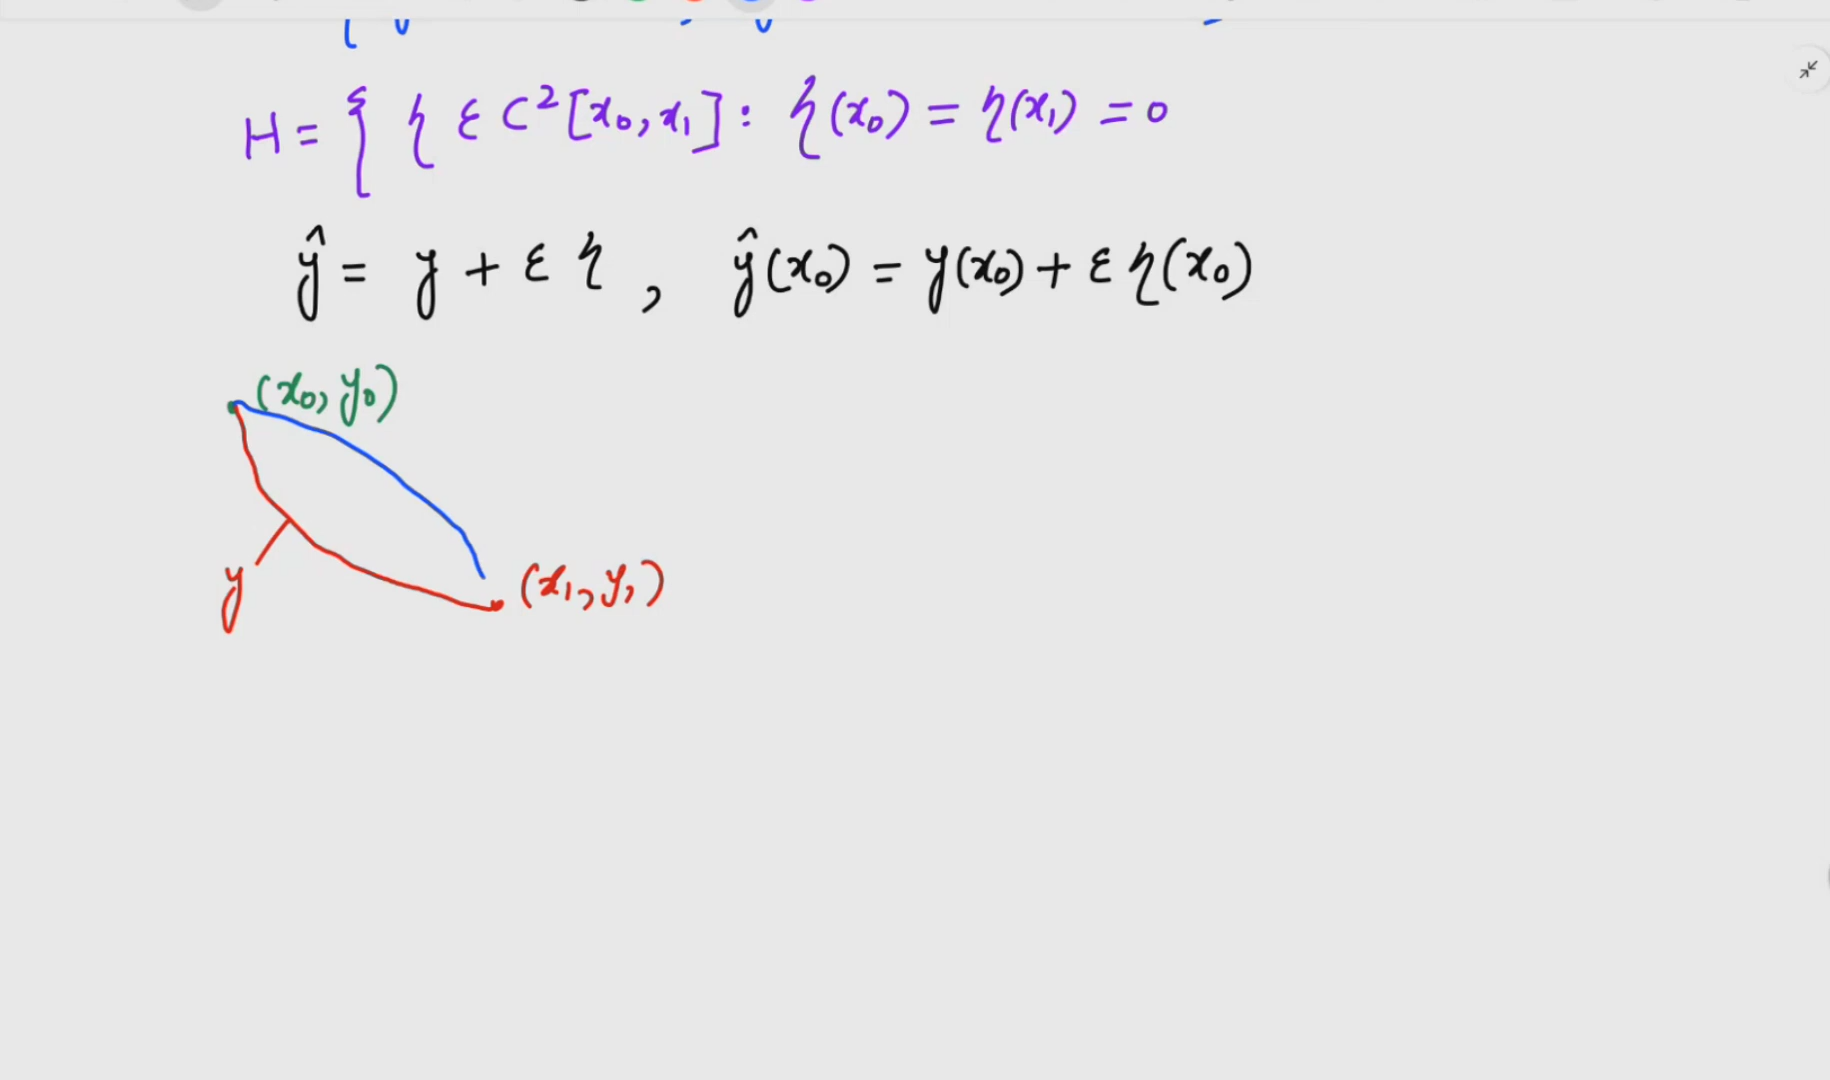 H = { η ε C²[x₀, x₁] : η(x₀) = η(x₁) = 0
ŷ = y + ε η , ŷ(x₀) = y(x₀) + ε η(x₀)
(x₀, y₀)
(x₁, y₁)
y